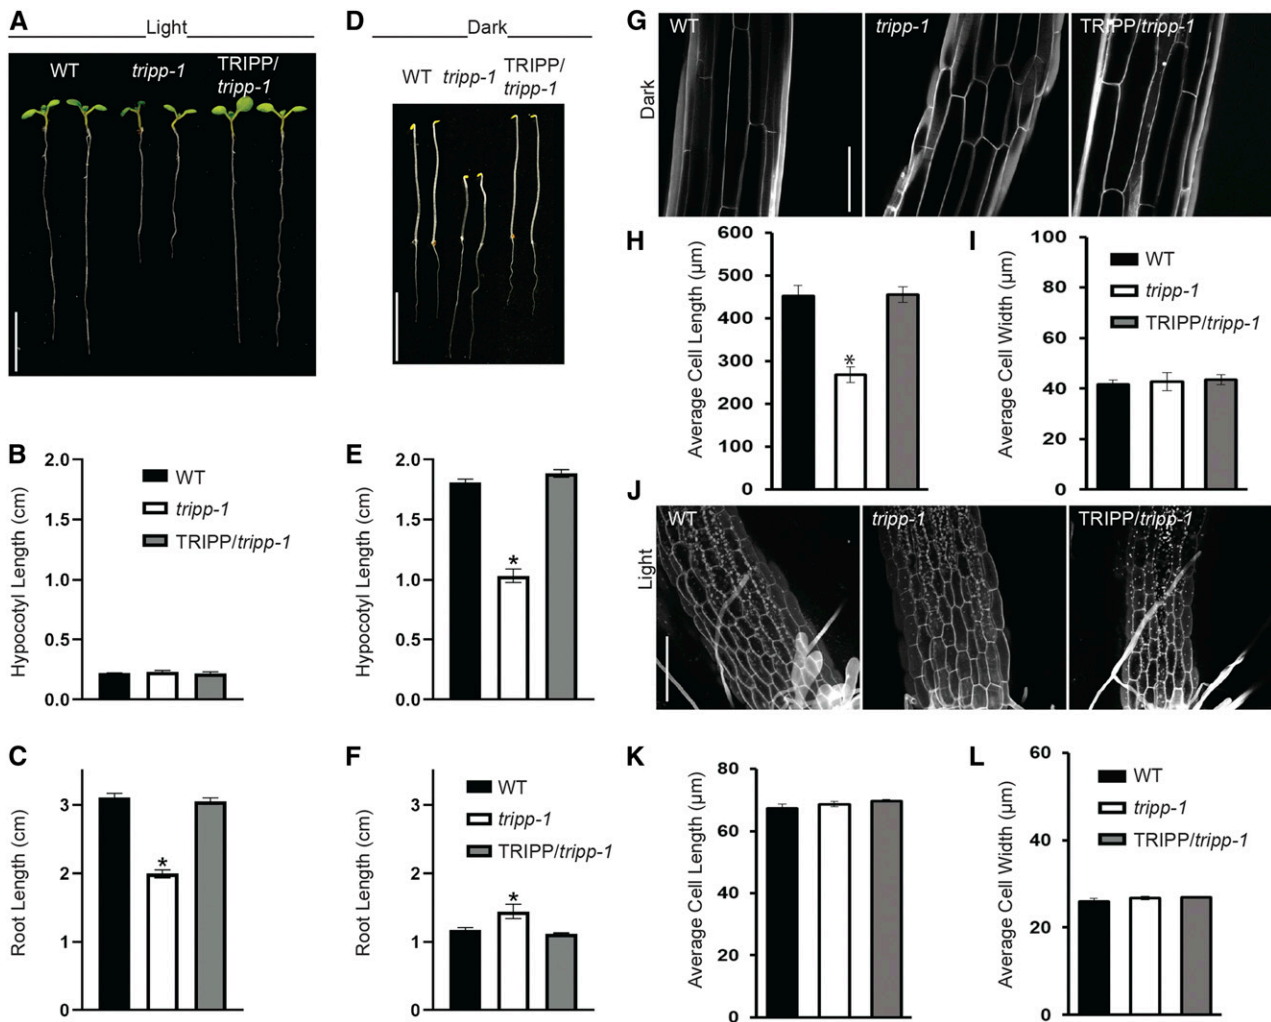 A
Light
WT
tripp-1
TRIPP/
tripp-1
B
Hypocotyl Length (cm)
2.0
1.5
1.0
0.5
0.0
WT
tripp-1
TRIPP/tripp-1
C
Root Length (cm)
3
2
1
0
*
D
Dark
WT
tripp-1
TRIPP/
tripp-1
E
Hypocotyl Length (cm)
2.0
1.5
1.0
0.5
0.0
*
F
Root Length (cm)
3
2
1
0
*
WT
tripp-1
TRIPP/tripp-1
G
Dark
WT
tripp-1
TRIPP/tripp-1
H
Average Cell Length (µm)
600
500
400
300
200
100
0
*
I
Average Cell Width (µm)
100
80
60
40
20
0
WT
tripp-1
TRIPP/tripp-1
J
Light
WT
tripp-1
TRIPP/tripp-1
K
Average Cell Length (µm)
80
60
40
20
0
L
Average Cell Width (µm)
60
40
20
0
WT
tripp-1
TRIPP/tripp-1